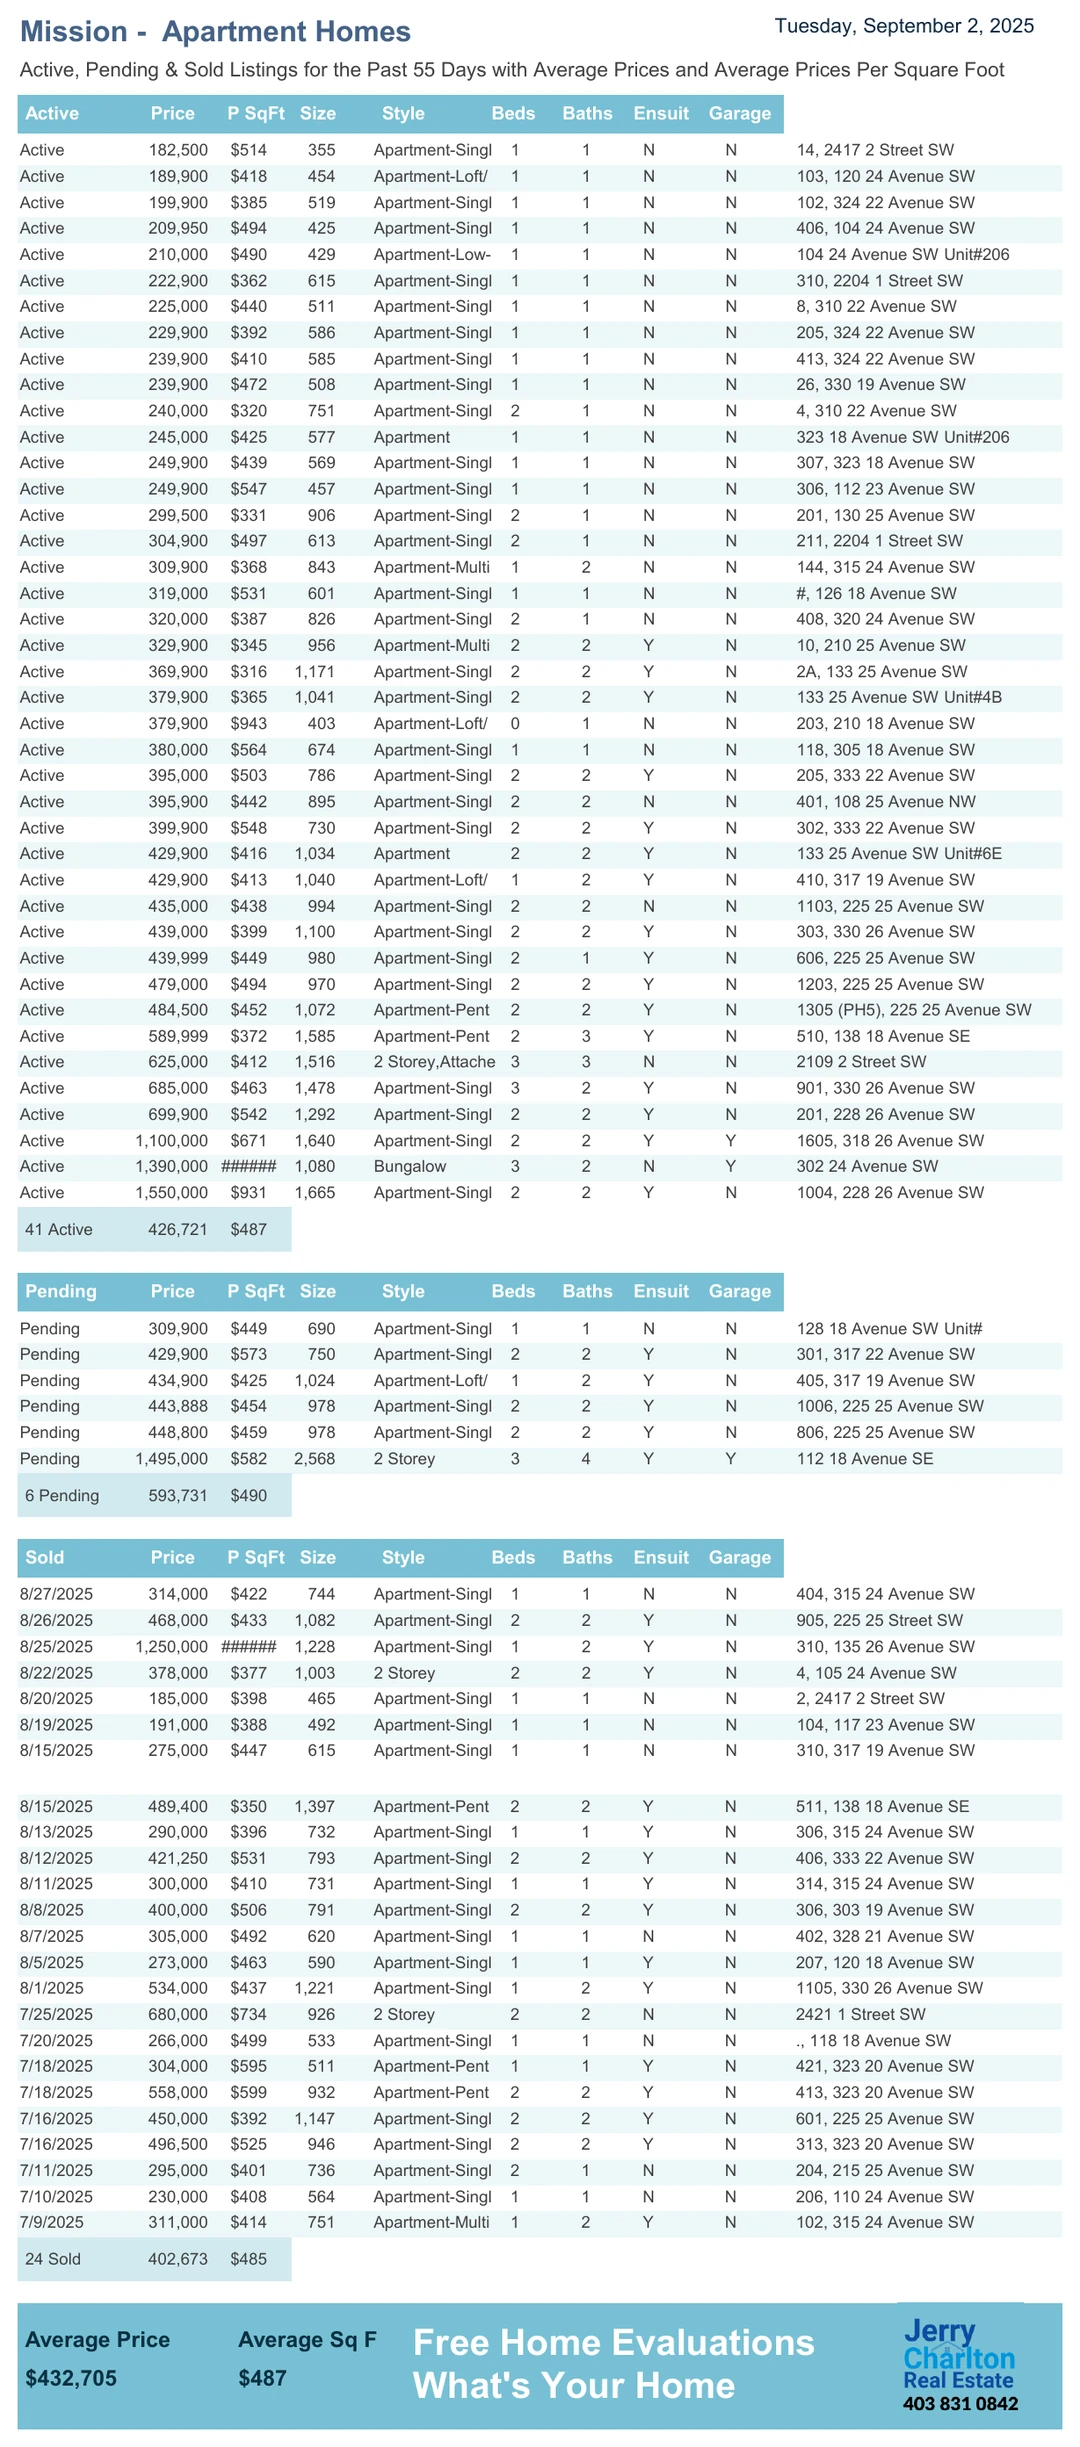 Mission -  Apartment Homes
Tuesday, September 2, 2025
Active, Pending & Sold Listings for the Past 55 Days with Average Prices and Average Prices Per Square Foot
Active Price P SqFt Size Style Beds Baths Ensuit Garage
Active 182,500 $514 355 Apartment-Singl 1 1 N N 14, 2417 2 Street SW
Active 189,900 $418 454 Apartment-Loft/ 1 1 N N 103, 120 24 Avenue SW
Active 199,900 $385 519 Apartment-Singl 1 1 N N 102, 324 22 Avenue SW
Active 209,950 $494 425 Apartment-Singl 1 1 N N 406, 104 24 Avenue SW
Active 210,000 $490 429 Apartment-Low- 1 1 N N 104 24 Avenue SW Unit#206
Active 222,900 $362 615 Apartment-Singl 1 1 N N 310, 2204 1 Street SW
Active 225,000 $440 511 Apartment-Singl 1 1 N N 8, 310 22 Avenue SW
Active 229,900 $392 586 Apartment-Singl 1 1 N N 205, 324 22 Avenue SW
Active 239,900 $410 585 Apartment-Singl 1 1 N N 413, 324 22 Avenue SW
Active 239,900 $472 508 Apartment-Singl 1 1 N N 26, 330 19 Avenue SW
Active 240,000 $320 751 Apartment-Singl 2 1 N N 4, 310 22 Avenue SW
Active 245,000 $425 577 Apartment 1 1 N N 323 18 Avenue SW Unit#206
Active 249,900 $439 569 Apartment-Singl 1 1 N N 307, 323 18 Avenue SW
Active 249,900 $547 457 Apartment-Singl 1 1 N N 306, 112 23 Avenue SW
Active 299,500 $331 906 Apartment-Singl 2 1 N N 201, 130 25 Avenue SW
Active 304,900 $497 613 Apartment-Singl 2 1 N N 211, 2204 1 Street SW
Active 309,900 $368 843 Apartment-Multi 1 2 N N 144, 315 24 Avenue SW
Active 319,000 $531 601 Apartment-Singl 1 1 N N #, 126 18 Avenue SW
Active 320,000 $387 826 Apartment-Singl 2 1 N N 408, 320 24 Avenue SW
Active 329,900 $345 956 Apartment-Multi 2 2 Y N 10, 210 25 Avenue SW
Active 369,900 $316 1,171 Apartment-Singl 2 2 Y N 2A, 133 25 Avenue SW
Active 379,900 $365 1,041 Apartment-Singl 2 2 Y N 133 25 Avenue SW Unit#4B
Active 379,900 $943 403 Apartment-Loft/ 0 1 N N 203, 210 18 Avenue SW
Active 380,000 $564 674 Apartment-Singl 1 1 N N 118, 305 18 Avenue SW
Active 395,000 $503 786 Apartment-Singl 2 2 Y N 205, 333 22 Avenue SW
Active 395,900 $442 895 Apartment-Singl 2 2 N N 401, 108 25 Avenue NW
Active 399,900 $548 730 Apartment-Singl 2 2 Y N 302, 333 22 Avenue SW
Active 429,900 $416 1,034 Apartment 2 2 Y N 133 25 Avenue SW Unit#6E
Active 429,900 $413 1,040 Apartment-Loft/ 1 2 Y N 410, 317 19 Avenue SW
Active 435,000 $438 994 Apartment-Singl 2 2 N N 1103, 225 25 Avenue SW
Active 439,000 $399 1,100 Apartment-Singl 2 2 Y N 303, 330 26 Avenue SW
Active 439,999 $449 980 Apartment-Singl 2 1 Y N 606, 225 25 Avenue SW
Active 479,000 $494 970 Apartment-Singl 2 2 Y N 1203, 225 25 Avenue SW
Active 484,500 $452 1,072 Apartment-Pent 2 2 Y N 1305 (PH5), 225 25 Avenue SW
Active 589,999 $372 1,585 Apartment-Pent 2 3 Y N 510, 138 18 Avenue SE
Active 625,000 $412 1,516 2 Storey,Attache 3 3 N N 2109 2 Street SW
Active 685,000 $463 1,478 Apartment-Singl 3 2 Y N 901, 330 26 Avenue SW
Active 699,900 $542 1,292 Apartment-Singl 2 2 Y N 201, 228 26 Avenue SW
Active 1,100,000 $671 1,640 Apartment-Singl 2 2 Y Y 1605, 318 26 Avenue SW
Active 1,390,000 ###### 1,080 Bungalow 3 2 N Y 302 24 Avenue SW
Active 1,550,000 $931 1,665 Apartment-Singl 2 2 Y N 1004, 228 26 Avenue SW
41 Active 426,721 $487
Pending Price P SqFt Size Style Beds Baths Ensuit Garage
Pending 309,900 $449 690 Apartment-Singl 1 1 N N 128 18 Avenue SW Unit#
Pending 429,900 $573 750 Apartment-Singl 2 2 Y N 301, 317 22 Avenue SW
Pending 434,900 $425 1,024 Apartment-Loft/ 1 2 Y N 405, 317 19 Avenue SW
Pending 443,888 $454 978 Apartment-Singl 2 2 Y N 1006, 225 25 Avenue SW
Pending 448,800 $459 978 Apartment-Singl 2 2 Y N 806, 225 25 Avenue SW
Pending 1,495,000 $582 2,568 2 Storey 3 4 Y Y 112 18 Avenue SE
6 Pending 593,731 $490
Sold Price P SqFt Size Style Beds Baths Ensuit Garage
8/27/2025 314,000 $422 744 Apartment-Singl 1 1 N N 404, 315 24 Avenue SW
8/26/2025 468,000 $433 1,082 Apartment-Singl 2 2 Y N 905, 225 25 Street SW
8/25/2025 1,250,000 ###### 1,228 Apartment-Singl 1 2 Y N 310, 135 26 Avenue SW
8/22/2025 378,000 $377 1,003 2 Storey 2 2 Y N 4, 105 24 Avenue SW
8/20/2025 185,000 $398 465 Apartment-Singl 1 1 N N 2, 2417 2 Street SW
8/19/2025 191,000 $388 492 Apartment-Singl 1 1 N N 104, 117 23 Avenue SW
8/15/2025 275,000 $447 615 Apartment-Singl 1 1 N N 310, 317 19 Avenue SW
8/15/2025 489,400 $350 1,397 Apartment-Pent 2 2 Y N 511, 138 18 Avenue SE
8/13/2025 290,000 $396 732 Apartment-Singl 1 1 Y N 306, 315 24 Avenue SW
8/12/2025 421,250 $531 793 Apartment-Singl 2 2 Y N 406, 333 22 Avenue SW
8/11/2025 300,000 $410 731 Apartment-Singl 1 1 Y N 314, 315 24 Avenue SW
8/8/2025 400,000 $506 791 Apartment-Singl 2 2 Y N 306, 303 19 Avenue SW
8/7/2025 305,000 $492 620 Apartment-Singl 1 1 N N 402, 328 21 Avenue SW
8/5/2025 273,000 $463 590 Apartment-Singl 1 1 Y N 207, 120 18 Avenue SW
8/1/2025 534,000 $437 1,221 Apartment-Singl 1 2 Y N 1105, 330 26 Avenue SW
7/25/2025 680,000 $734 926 2 Storey 2 2 N N 2421 1 Street SW
7/20/2025 266,000 $499 533 Apartment-Singl 1 1 N N ., 118 18 Avenue SW
7/18/2025 304,000 $595 511 Apartment-Pent 1 1 Y N 421, 323 20 Avenue SW
7/18/2025 558,000 $599 932 Apartment-Pent 2 2 Y N 413, 323 20 Avenue SW
7/16/2025 450,000 $392 1,147 Apartment-Singl 2 2 Y N 601, 225 25 Avenue SW
7/16/2025 496,500 $525 946 Apartment-Singl 2 2 Y N 313, 323 20 Avenue SW
7/11/2025 295,000 $401 736 Apartment-Singl 2 1 N N 204, 215 25 Avenue SW
7/10/2025 230,000 $408 564 Apartment-Singl 1 1 N N 206, 110 24 Avenue SW
7/9/2025 311,000 $414 751 Apartment-Multi 1 2 Y N 102, 315 24 Avenue SW
24 Sold 402,673 $485
Average Price Average Sq F
$432,705 $487
Free Home Evaluations
What's Your Home
Jerry
Charlton
Real Estate
403 831 0842